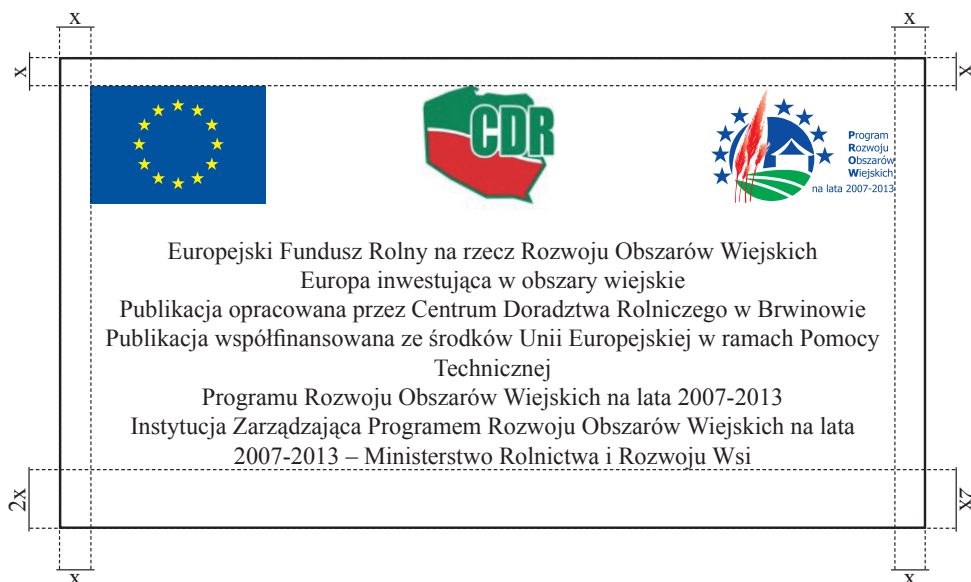 x
x
x
x
CDR
Program
Rozwoju
Obszarów
Wiejskich
na lata 2007-2013
Europejski Fundusz Rolny na rzecz Rozwoju Obszarów Wiejskich
Europa inwestująca w obszary wiejskie
Publikacja opracowana przez Centrum Doradztwa Rolniczego w Brwinowie
Publikacja współfinansowana ze środków Unii Europejskiej w ramach Pomocy
Technicznej
Programu Rozwoju Obszarów Wiejskich na lata 2007-2013
Instytucja Zarządzająca Programem Rozwoju Obszarów Wiejskich na lata
2007-2013 – Ministerstwo Rolnictwa i Rozwoju Wsi
2x
2x
x
x